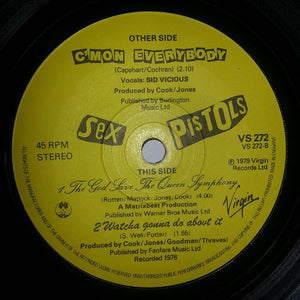 OTHER SIDE
C'MON EVERYBODY
(Capehart/Cochran) (2.10)
Vocals: SID VICIOUS
Produced by Cook/Jones
Published by Burlington
Music Ltd
SEX PISTOLS
45 RPM
STEREO
VS 272
VS 272-B
THIS SIDE
℗ 1979 Virgin
Records Ltd
1 The God Save The Queen Symphony
(Rotten/Matlock/Jones/Cook) (4.00)
A Matrixbest Production
Published by Warner Bros Music Ltd
2 Watcha gonna do about it
(S. Weil/Potter) (1.55)
Produced by Cook/Jones/Goodman/Thraves
Published by Fanfare Music Ltd
Recorded 1976
Virgin